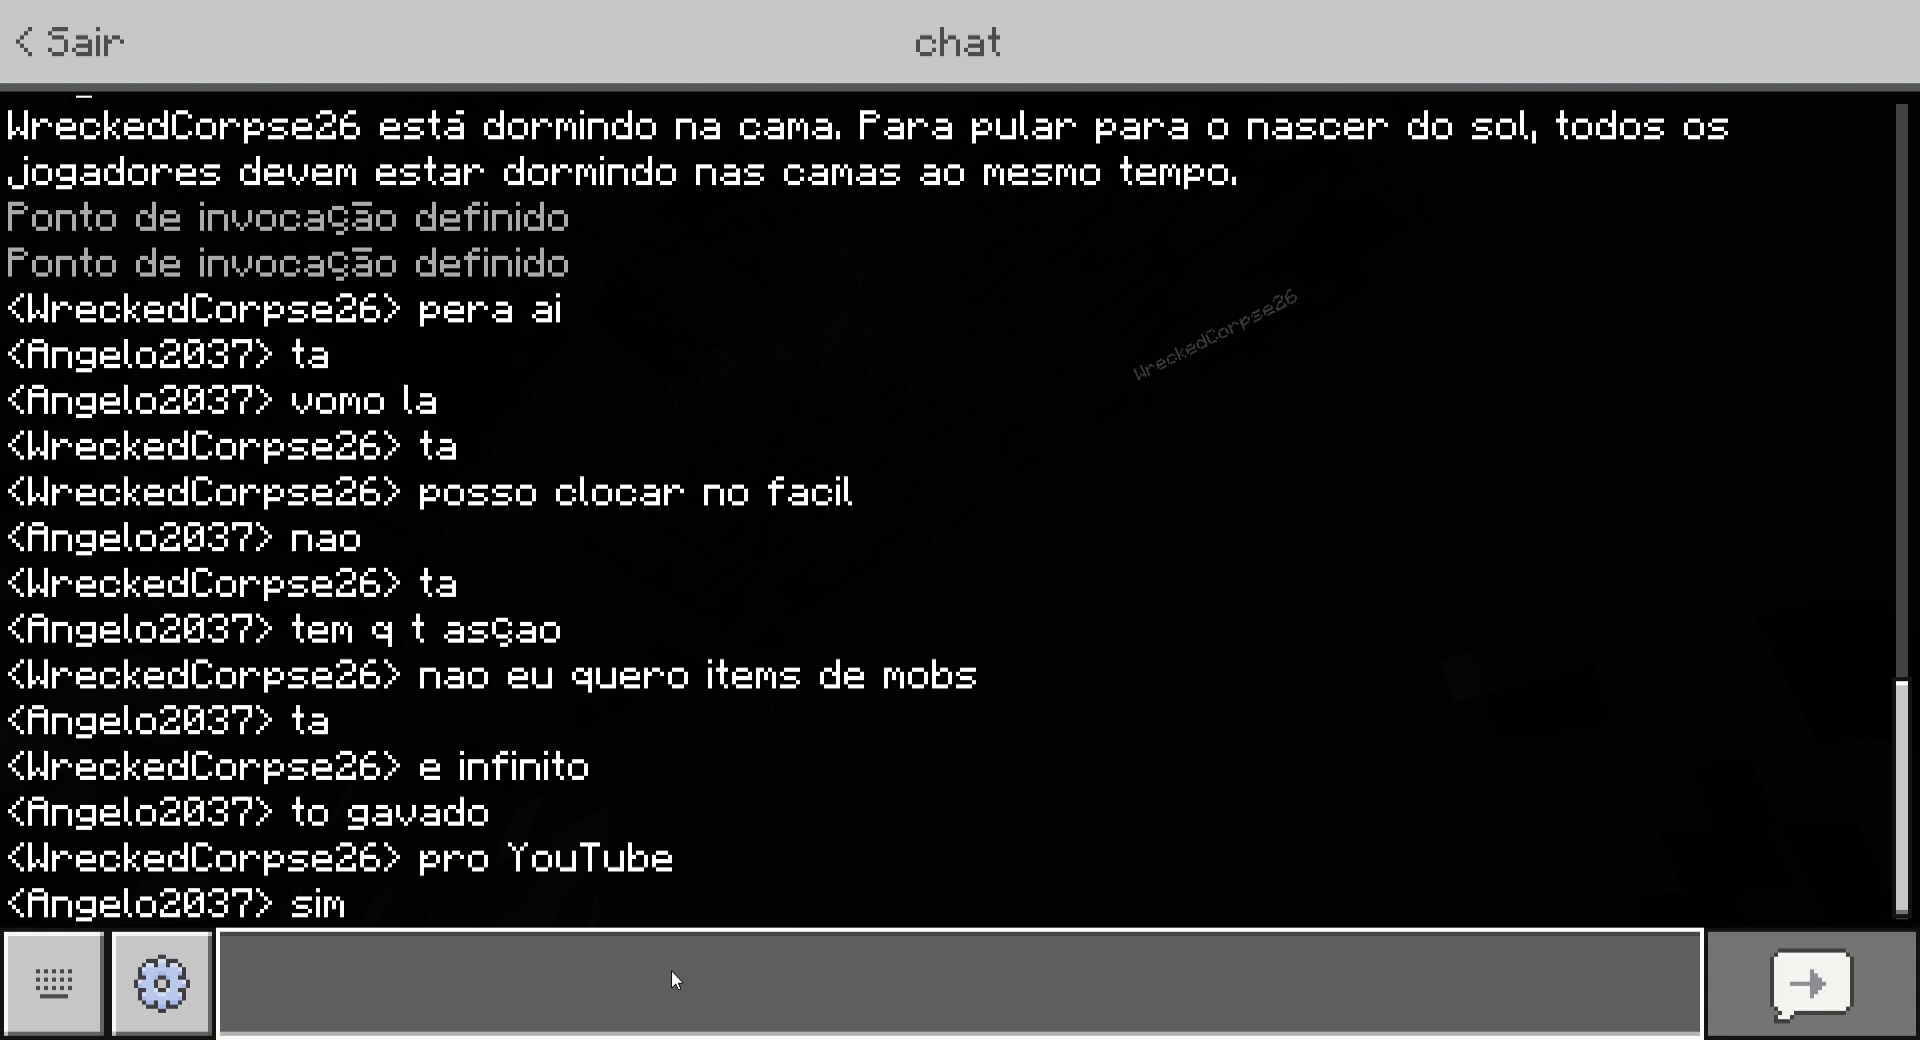 < Sair
chat
WreckedCorpse26 está dormindo na cama. Para pular para o nascer do sol, todos os
jogadores devem estar dormindo nas camas ao mesmo tempo.
Ponto de invocação definido
Ponto de invocação definido
<WreckedCorpse26> pera ai
WreckedCorpse26
<Angelo2037> ta
<Angelo2037> vomo la
<WreckedCorpse26> ta
<WreckedCorpse26> posso clocar no facil
<Angelo2037> nao
<WreckedCorpse26> ta
<Angelo2037> tem q t asçao
<WreckedCorpse26> nao eu quero items de mobs
<Angelo2037> ta
<WreckedCorpse26> e infinito
<Angelo2037> to gavado
<WreckedCorpse26> pro YouTube
<Angelo2037> sim